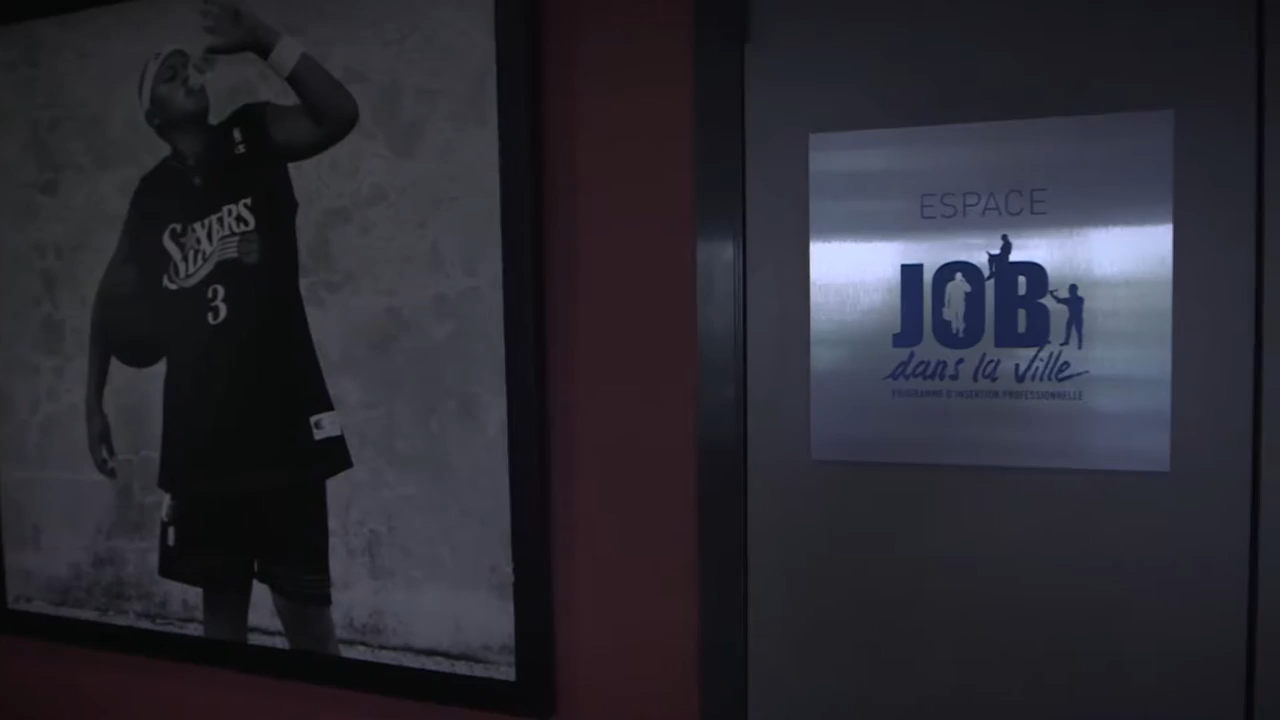 SIXERS
3
ESPACE
JOB
dans la ville
PROGRAMME D'INSERTION PROFESSIONNELLE